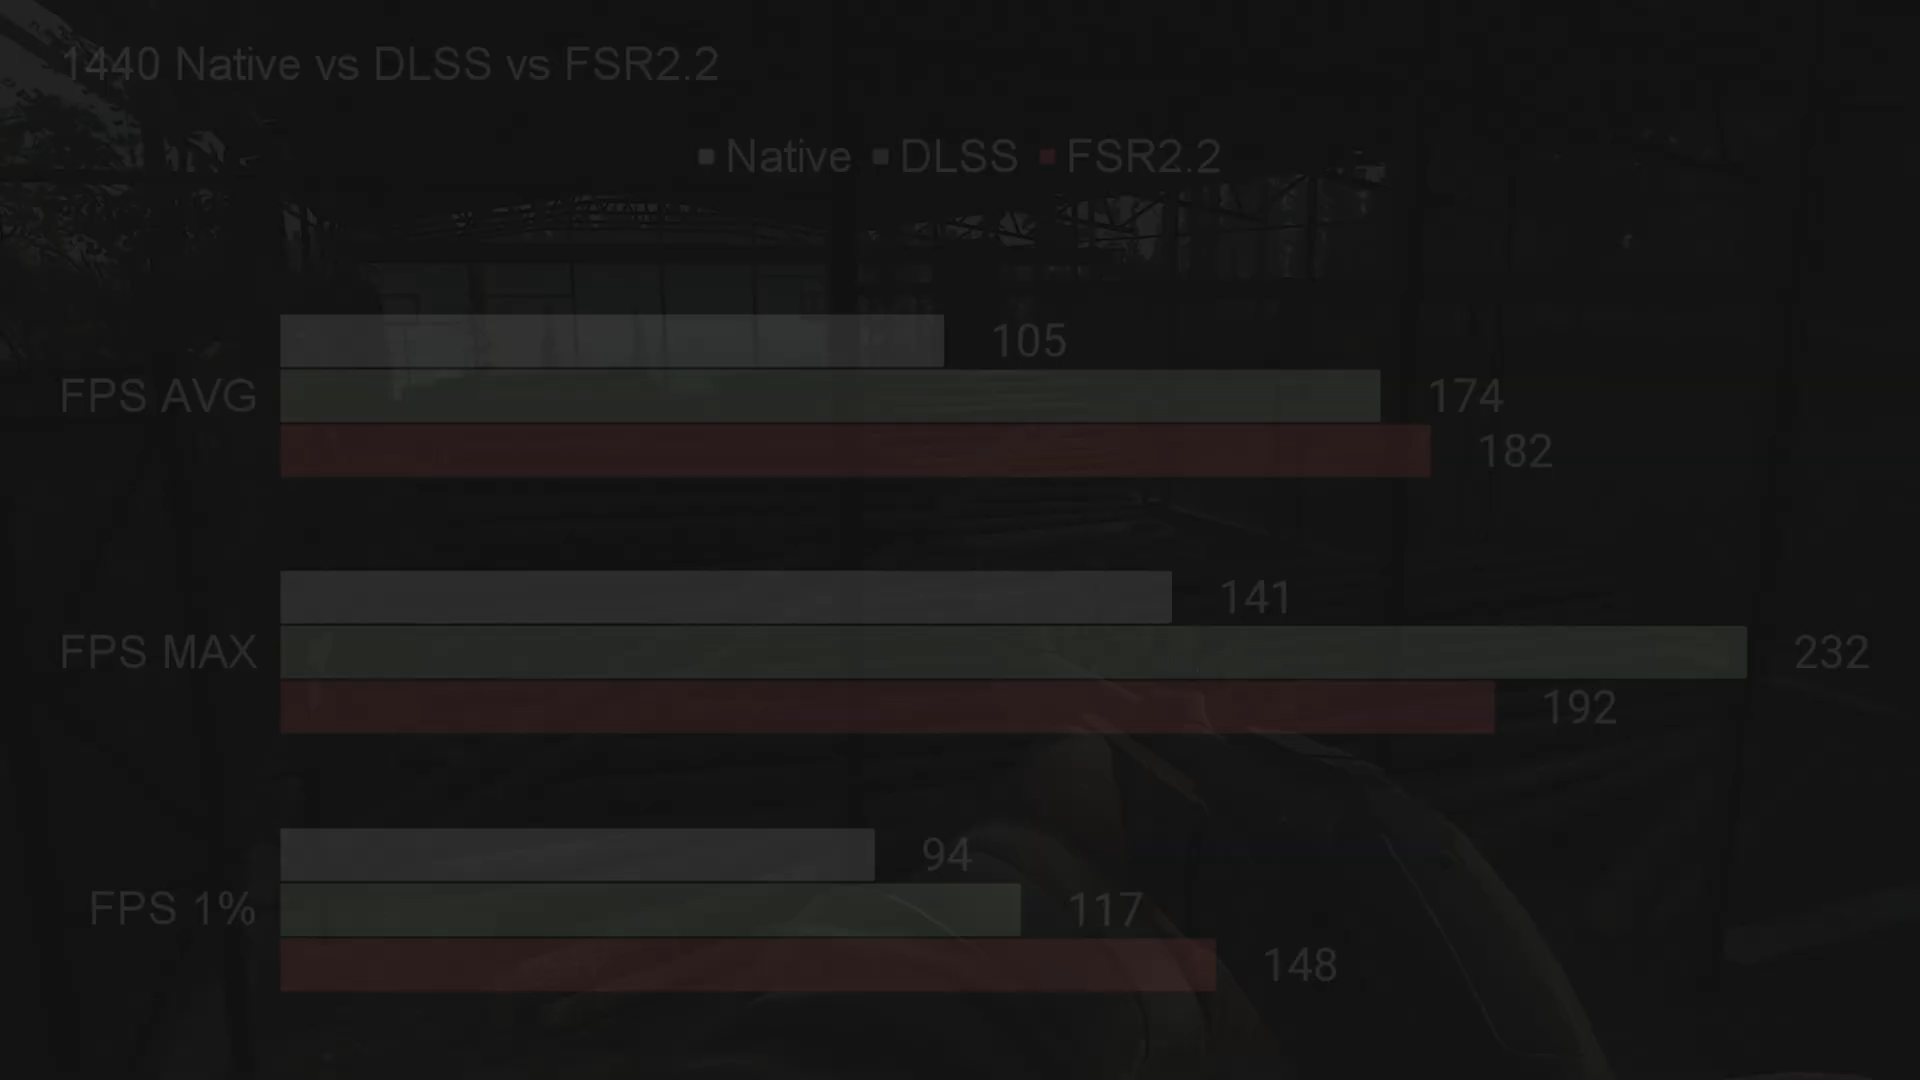 1440 Native vs DLSS vs FSR2.2
Native DLSS FSR2.2
105
FPS AVG 174
182
141
FPS MAX 232
192
94
FPS 1% 117
148